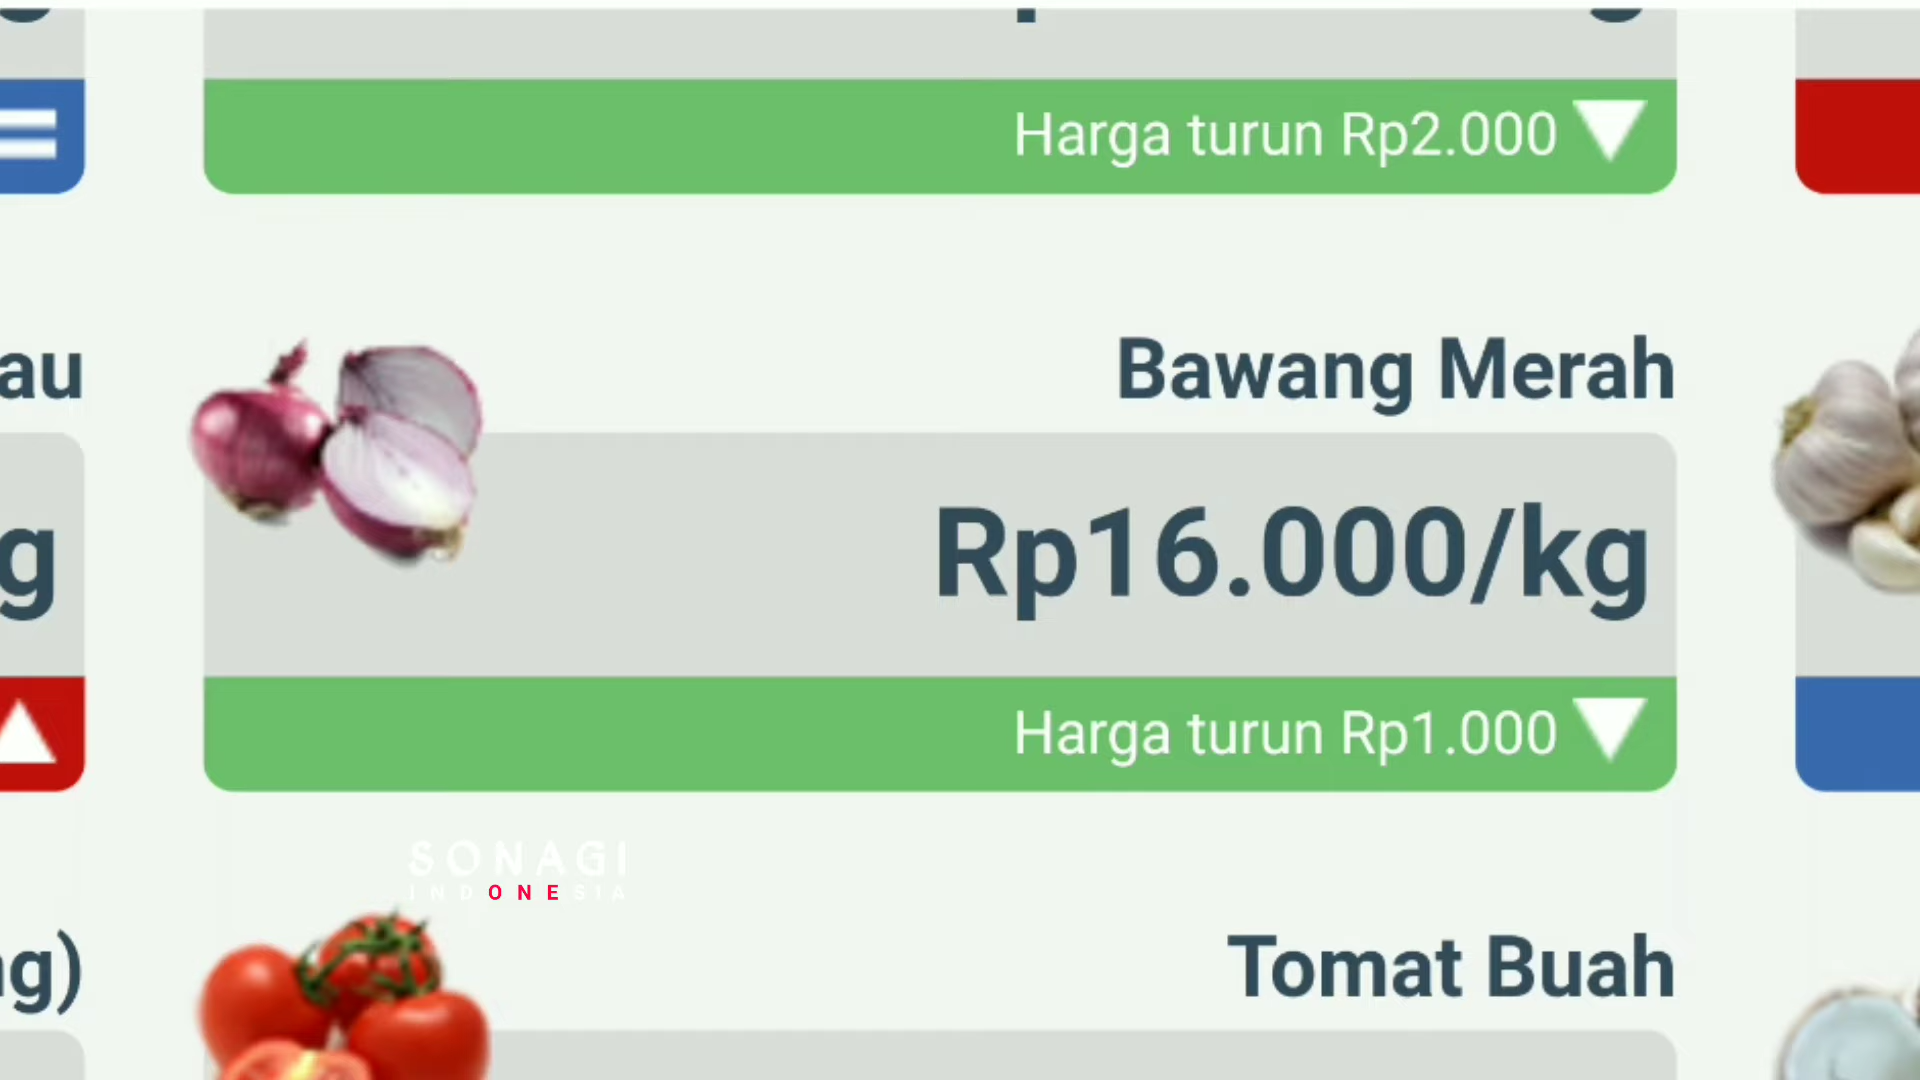 Harga turun Rp2.000
au
Bawang Merah
g
Rp16.000/kg
Harga turun Rp1.000
SONAGI
INDONESIA
ng)
Tomat Buah